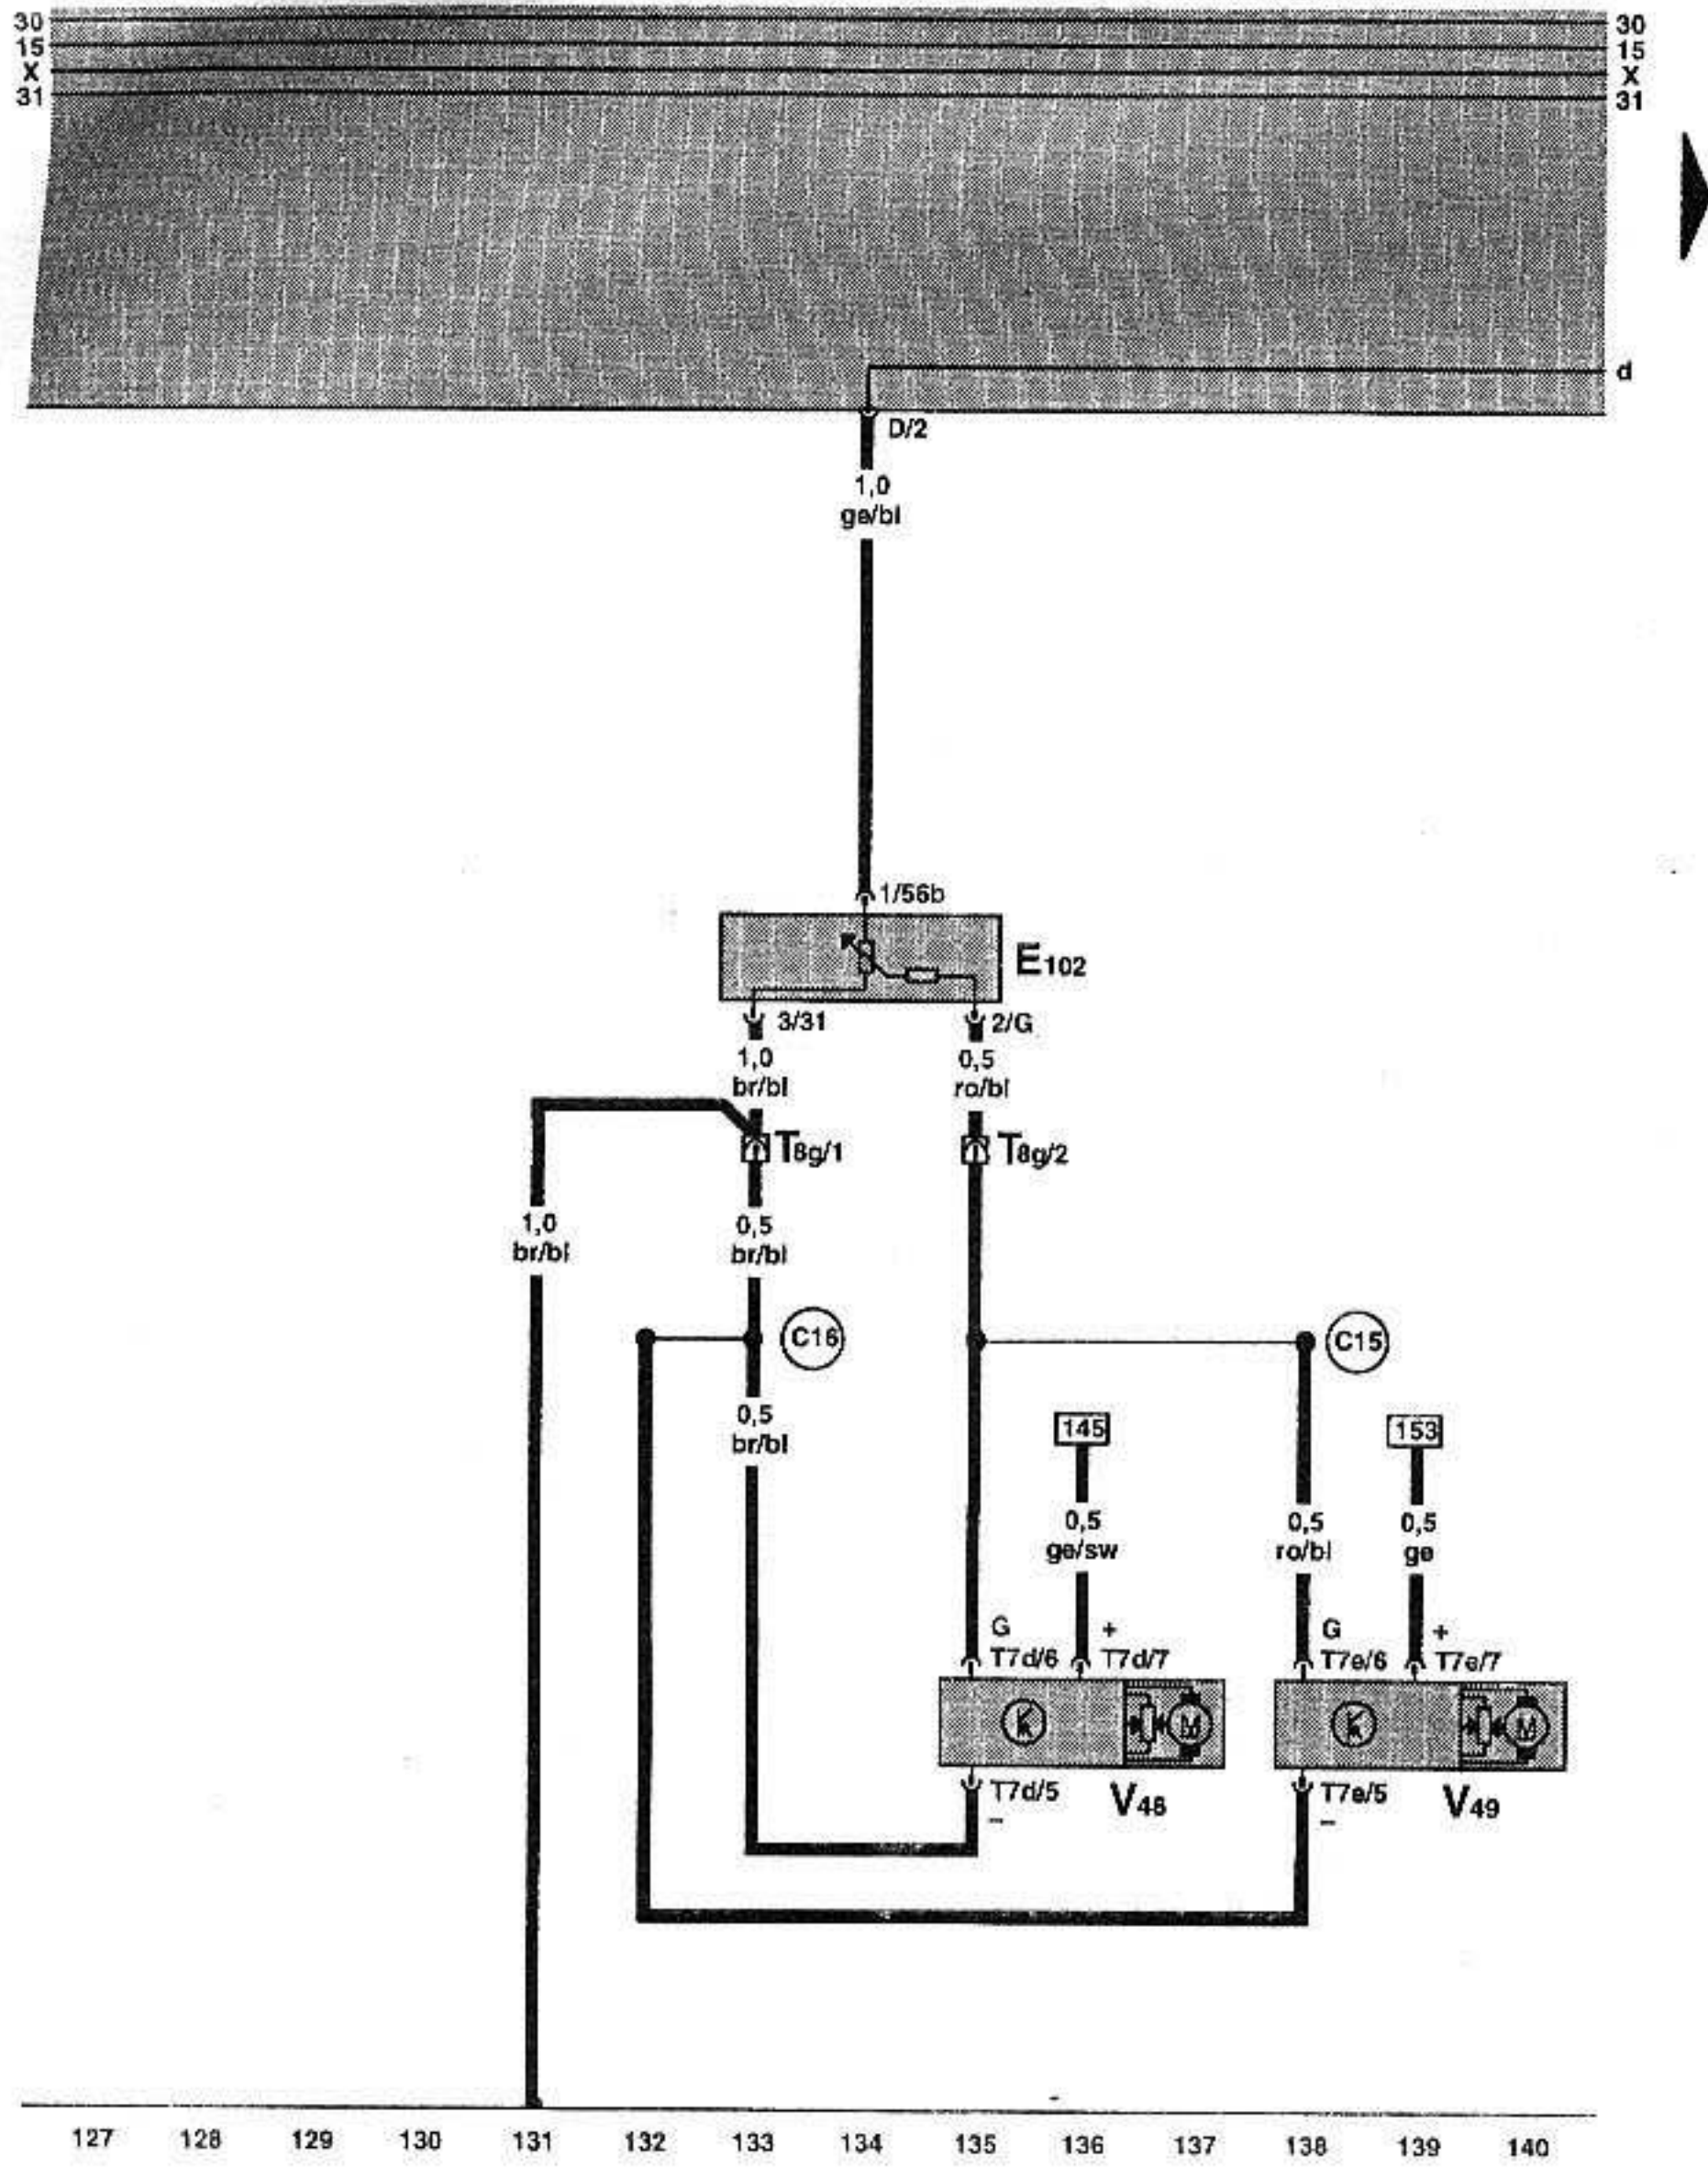 30 30
15 15
X X
31 31
d
D/2
1,0
ge/bl
1/56b
E102
3/31 2/G
1,0 0,5
br/bl ro/bl
T8g/1 T8g/2
1,0 0,5
br/bl br/bl
C16 C15
0,5
br/bl
145 153
0,5 0,5 0,5
ge/sw ro/bl ge
G + G +
T7d/6 T7d/7 T7e/6 T7e/7
M M
T7d/5 V48 T7e/5 V49
– –
127 128 129 130 131 132 133 134 135 136 137 138 139 140